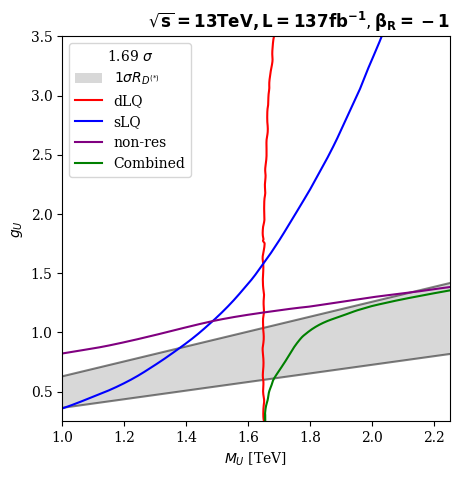 √s = 13TeV, L = 137fb⁻¹, β_R = −1
3.5
3.0
2.5
2.0
1.5
1.0
0.5
g_U
1.69 σ
1σR_D(*)
dLQ
sLQ
non-res
Combined
1.0 1.2 1.4 1.6 1.8 2.0 2.2
M_U [TeV]